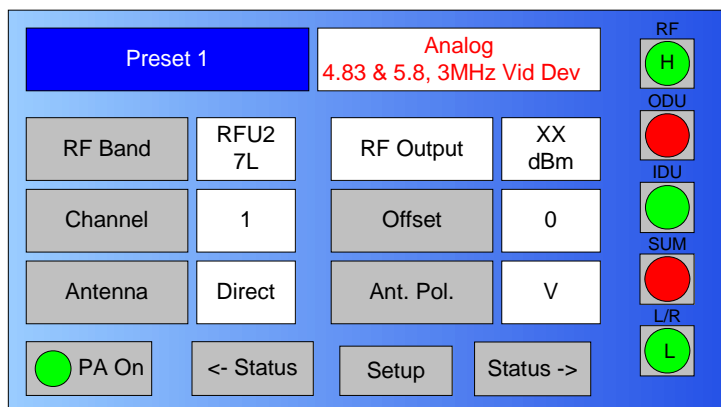 Preset 1
Analog
4.83 & 5.8, 3MHz Vid Dev
RF
H
ODU
RF Band
RFU2
7L
RF Output
XX
dBm
IDU
Channel
1
Offset
0
SUM
Antenna
Direct
Ant. Pol.
V
L/R
L
PA On
<- Status
Setup
Status ->